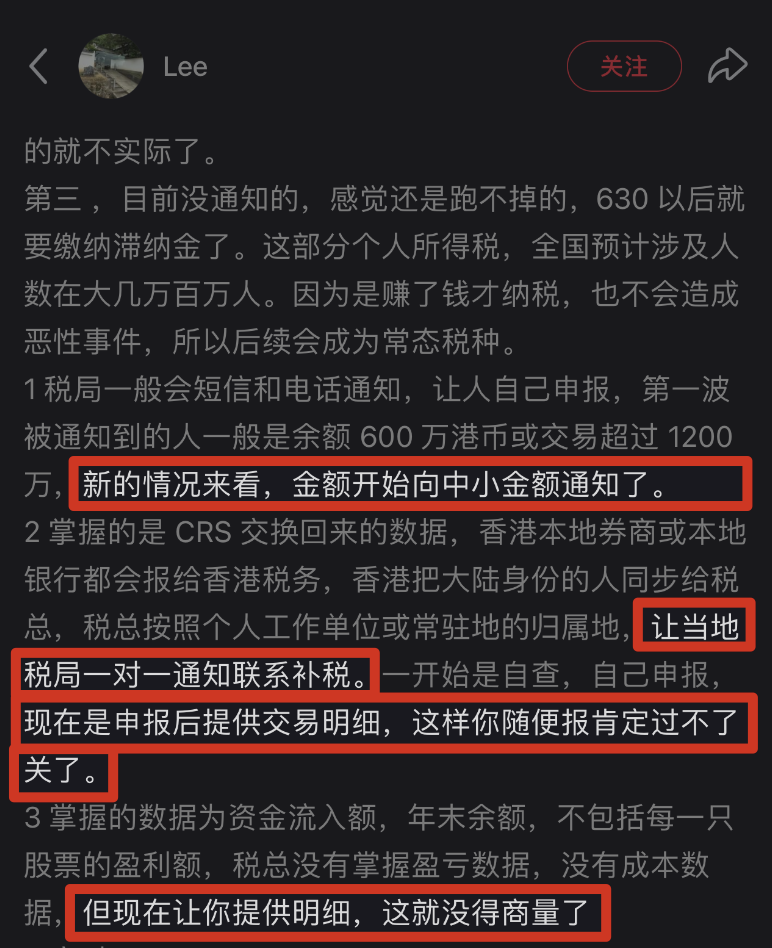 Lee
关注
的就不实际了。
第三，目前没通知的，感觉还是跑不掉的，630 以后就
要缴纳滞纳金了。这部分个人所得税，全国预计涉及人
数在大几万百万人。因为是赚了钱才纳税，也不会造成
恶性事件，所以后续会成为常态税种。
1 税局一般会短信和电话通知，让人自己申报，第一波
被通知到的人一般是余额 600 万港币或交易超过 1200
万，新的情况来看，金额开始向中小金额通知了。
2 掌握的是 CRS 交换回来的数据，香港本地券商或本地
银行都会报给香港税务，香港把大陆身份的人同步给税
总，税总按照个人工作单位或常驻地的归属地，让当地
税局一对一通知联系补税。一开始是自查，自己申报，
现在是申报后提供交易明细，这样你随便报肯定过不了
关了。
3 掌握的数据为资金流入额，年末余额，不包括每一只
股票的盈利额，税总没有掌握盈亏数据，没有成本数
据，但现在让你提供明细，这就没得商量了